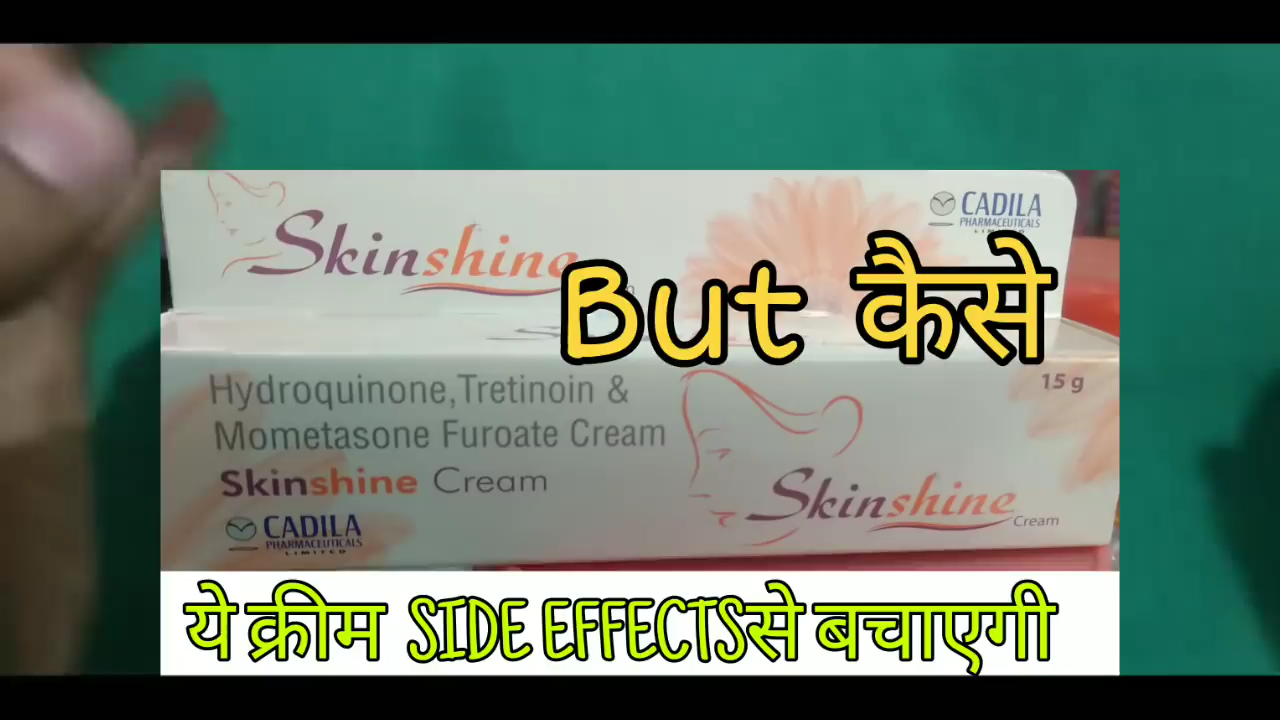 Skinshine
CADILA
PHARMACEUTICALS
LIMITED
But कैसे
Hydroquinone,Tretinoin &
Mometasone Furoate Cream
Skinshine Cream
CADILA
PHARMACEUTICALS
LIMITED
15 g
Skinshine
Cream
ये क्रीम SIDE EFFECTSसे बचाएगी